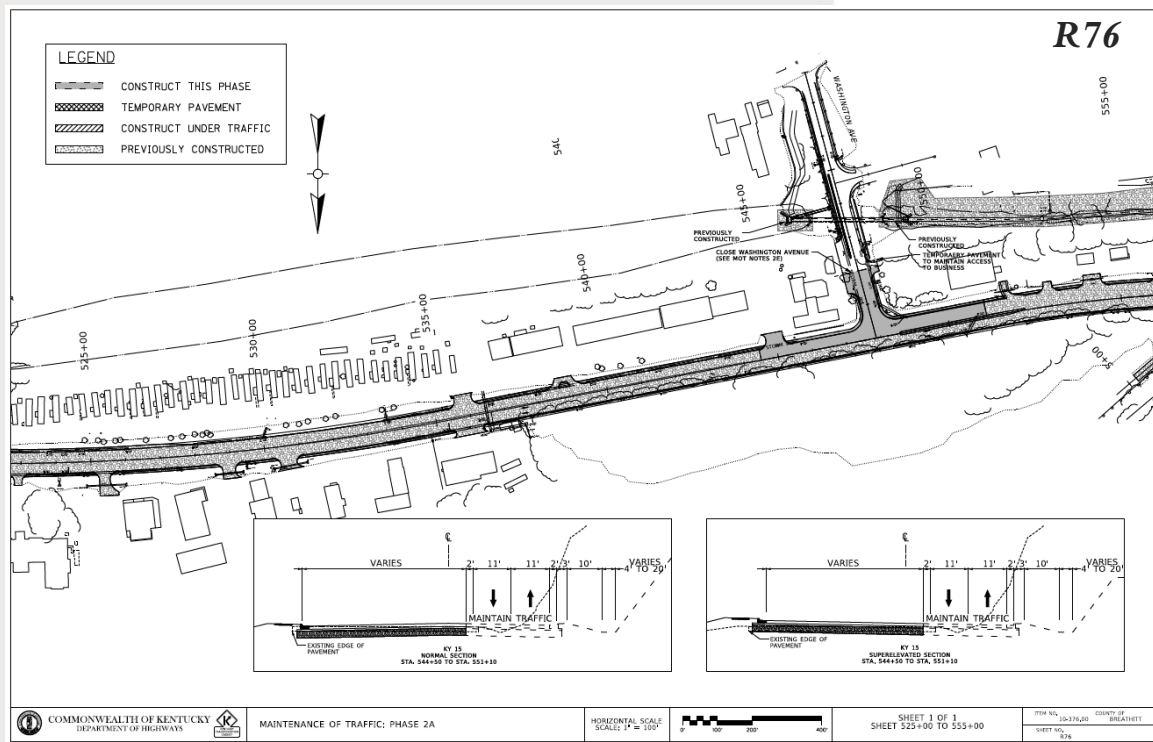 R76
LEGEND
CONSTRUCT THIS PHASE
TEMPORARY PAVEMENT
CONSTRUCT UNDER TRAFFIC
PREVIOUSLY CONSTRUCTED
WASHINGTON AVE
555+00
550+00
545+00
540+00
535+00
530+00
525+00
5+00
PREVIOUSLY
CONSTRUCTED
CLOSE WASHINGTON AVENUE
(SEE MOT NOTES 2E)
PREVIOUSLY
CONSTRUCTED
TEMPORAERY PAVEMENT
TO MAINTAIN ACCESS
TO BUSINESS
VARIES
2'
11'
11'
2'
3'
10'
VARIES
4' TO 20'
MAINTAIN TRAFFIC
EXISTING EDGE OF
PAVEMENT
KY 15
NORMAL SECTION
STA. 544+50 TO STA. 551+10
VARIES
2'
11'
11'
2'
3'
10'
VARIES
4' TO 20'
MAINTAIN TRAFFIC
EXISTING EDGE OF
PAVEMENT
KY 15
SUPERELEVATED SECTION
STA. 544+50 TO STA. 551+10
COMMONWEALTH OF KENTUCKY
DEPARTMENT OF HIGHWAYS
MAINTENANCE OF TRAFFIC: PHASE 2A
HORIZONTAL SCALE
SCALE: 1" = 100'
0'
100'
200'
400'
SHEET 1 OF 1
SHEET 525+00 TO 555+00
ITEM NO.
10-376.00
COUNTY OF
BREATHITT
SHEET NO.
R76